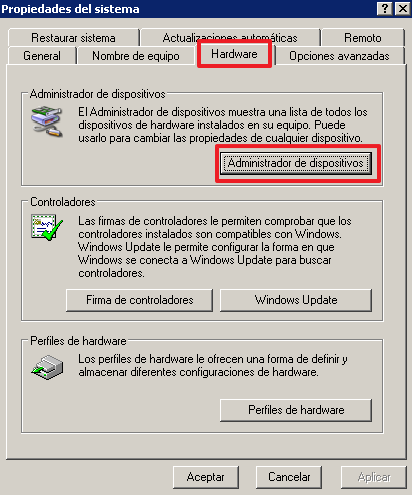 Propiedades del sistema
Restaurar sistema
Actualizaciones automáticas
Remoto
General
Nombre de equipo
Hardware
Opciones avanzadas
Administrador de dispositivos
El Administrador de dispositivos muestra una lista de todos los
dispositivos de hardware instalados en su equipo. Puede
usarlo para cambiar las propiedades de cualquier dispositivo.
Administrador de dispositivos
Controladores
Las firmas de controladores le permiten comprobar que los
controladores instalados son compatibles con Windows.
Windows Update le permite configurar la forma en que
Windows se conecta a Windows Update para buscar
controladores.
Firma de controladores
Windows Update
Perfiles de hardware
Los perfiles de hardware le ofrecen una forma de definir y
almacenar diferentes configuraciones de hardware.
Perfiles de hardware
Aceptar
Cancelar
Aplicar